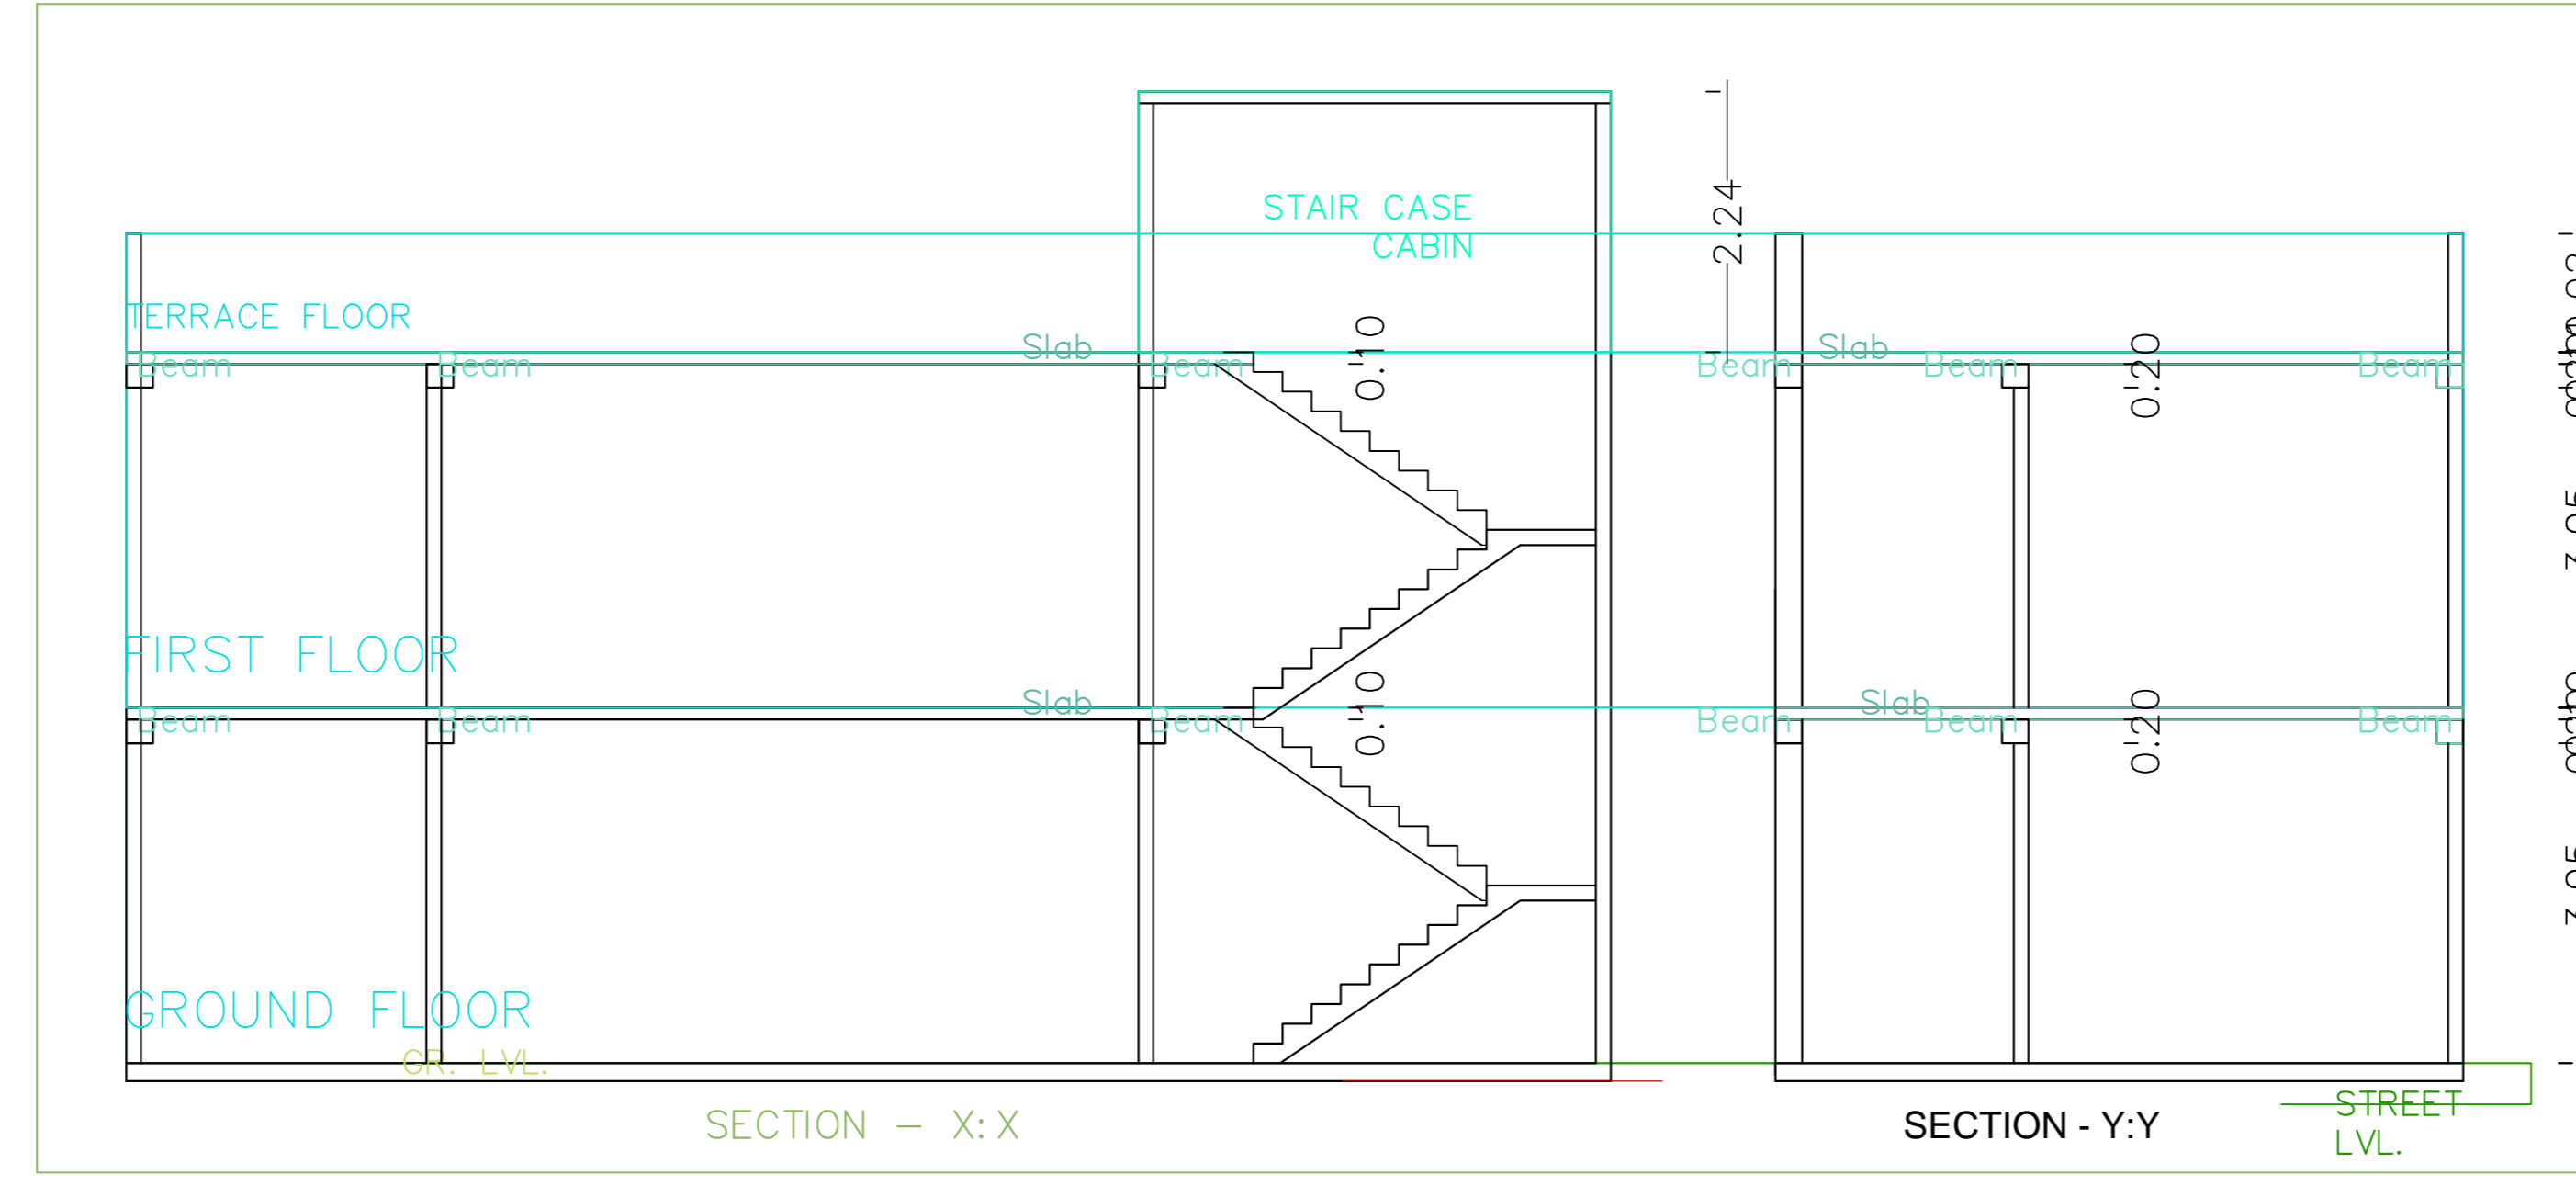 STAIR CASE
CABIN
2.24
TERRACE FLOOR
Slab
0.10
Slab
0.20
Beam
Beam
Beam
Beam
Beam
Beam
FIRST FLOOR
Slab
0.10
Slab
0.20
Beam
Beam
Beam
Beam
Beam
Beam
GROUND FLOOR
GR. LVL.
SECTION – X:X
SECTION - Y:Y
STREET
LVL.